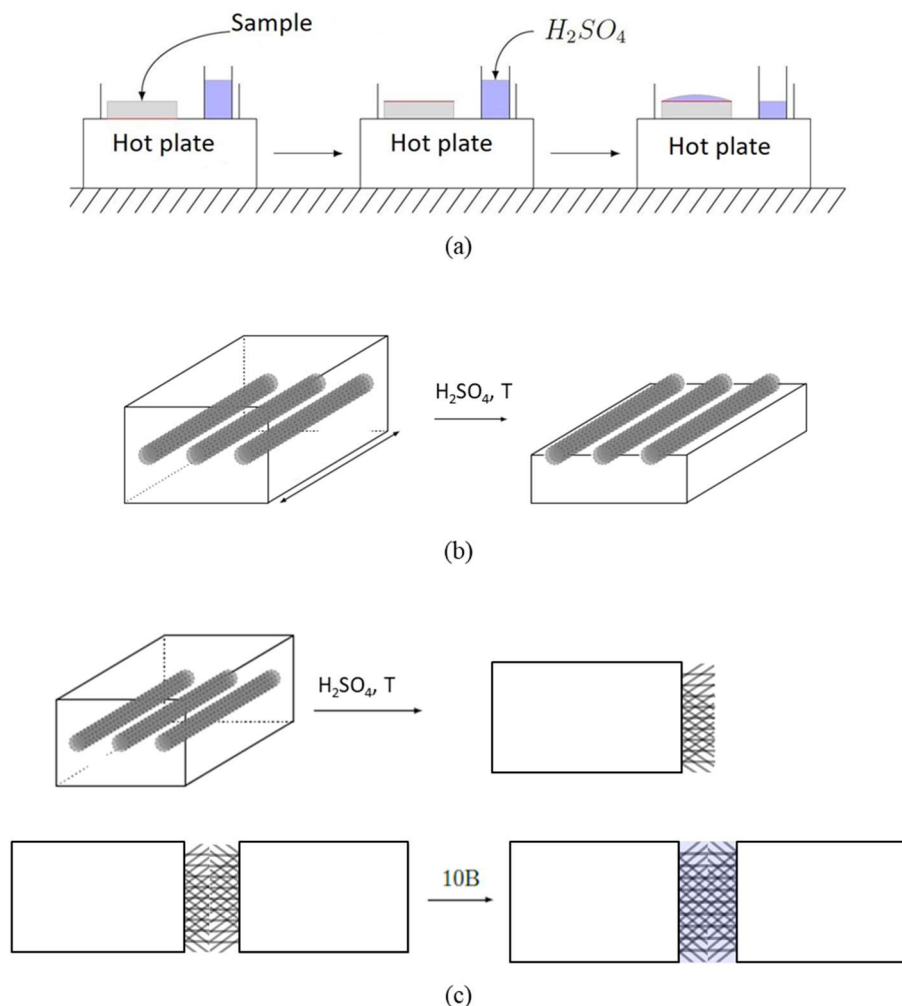 Sample
H₂SO₄
Hot plate
Hot plate
Hot plate
(a)
H₂SO₄, T
(b)
H₂SO₄, T
10B
(c)